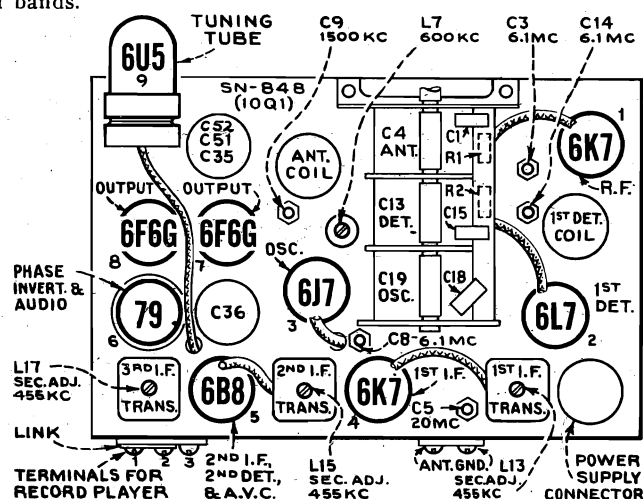 r bands.
TUNING
TUBE
C9
1500 KC
L7
600 KC
C3
6.1 MC
C14
6.1 MC
6U5
9
SN-848
(10Q1)
C52
C51
C35
ANT.
COIL
C4
ANT.
C1
R1
1
6K7
R.F.
OUTPUT
OUTPUT
6F6G
8
6F6G
7
C13
DET.
R2
C15
1ST DET.
COIL
OSC.
PHASE
INVERT. &
AUDIO
79
6
C36
6J7
3
C19
OSC.
C18
1ST
DET.
6L7
2
C8-6.1MC
L17
SEC. ADJ.
455 KC
3RD I.F.
TRANS.
6B8
5
2ND I.F.
TRANS.
6K7
4
1ST I.F.
C5
20MC
1ST I.F.
TRANS.
LINK
1 2 3
TERMINALS FOR
RECORD PLAYER
2ND I.F.,
2ND DET.,
& A.V.C.
L15
SEC. ADJ.
455 KC
ANT. GND.
L13
SEC. ADJ.
456 KC
POWER
SUPPLY
CONNECTOR